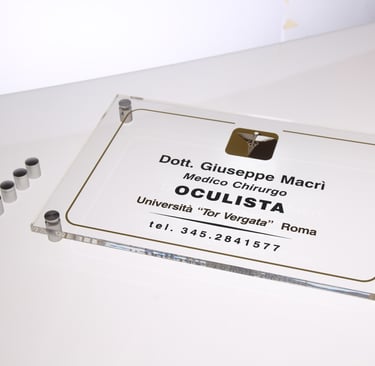 Dott. Giuseppe Macrì
Medico Chirurgo
OCULISTA
Università "Tor Vergata" Roma
tel. 345.2841577